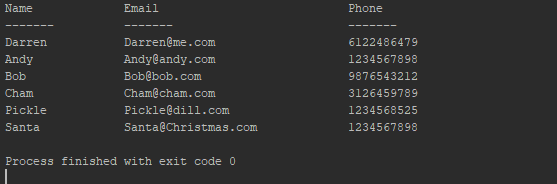 Name Email Phone
------- ------- -------
Darren Darren@me.com 6122486479
Andy Andy@andy.com 1234567898
Bob Bob@bob.com 9876543212
Cham Cham@cham.com 3126459789
Pickle Pickle@dill.com 1234568525
Santa Santa@Christmas.com 1234567898
Process finished with exit code 0